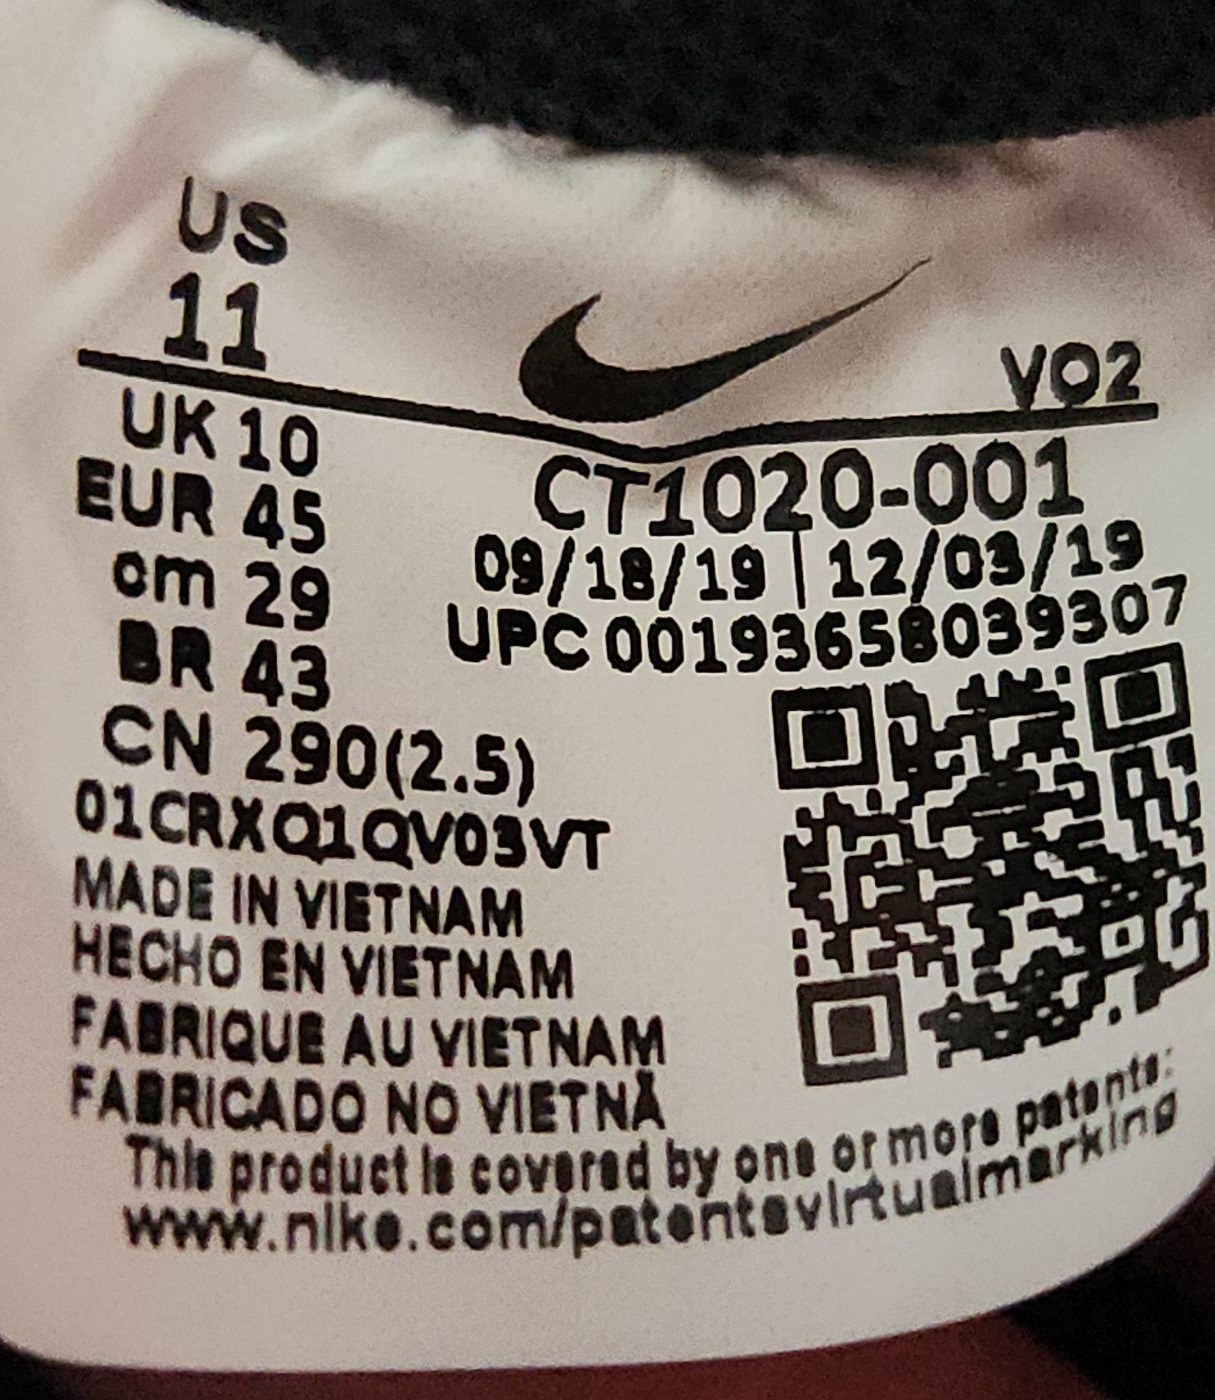 US
11
VO2
UK 10
EUR 45
cm 29
BR 43
CN 290(2.5)
CT1020-001
09/18/19 | 12/03/19
UPC 00193658039307
01CRXQ1QV03VT
MADE IN VIETNAM
HECHO EN VIETNAM
FABRIQUE AU VIETNAM
FABRICADO NO VIETNÃ
This product is covered by one or more patents:
www.nike.com/patentsvirtualmarking